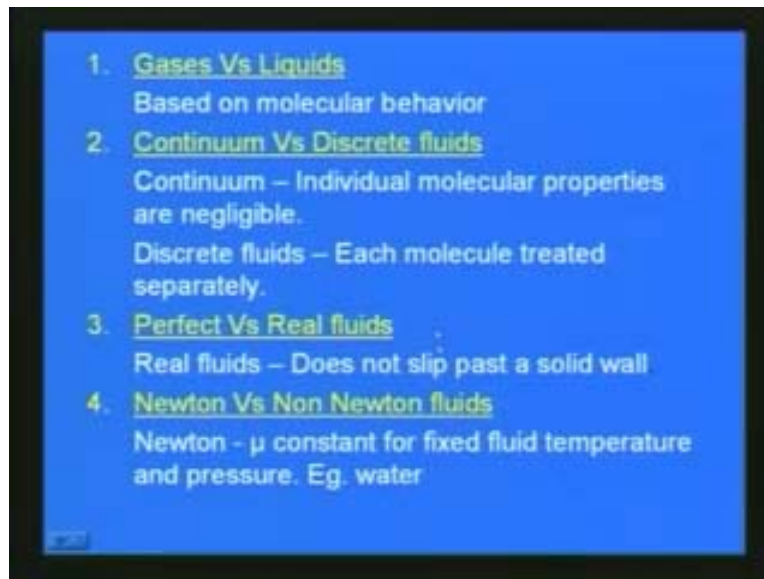 1. Gases Vs Liquids
Based on molecular behavior
2. Continuum Vs Discrete fluids
Continuum – Individual molecular properties
are negligible.
Discrete fluids – Each molecule treated
separately.
3. Perfect Vs Real fluids
Real fluids – Does not slip past a solid wall
4. Newton Vs Non Newton fluids
Newton - μ constant for fixed fluid temperature
and pressure. Eg. water